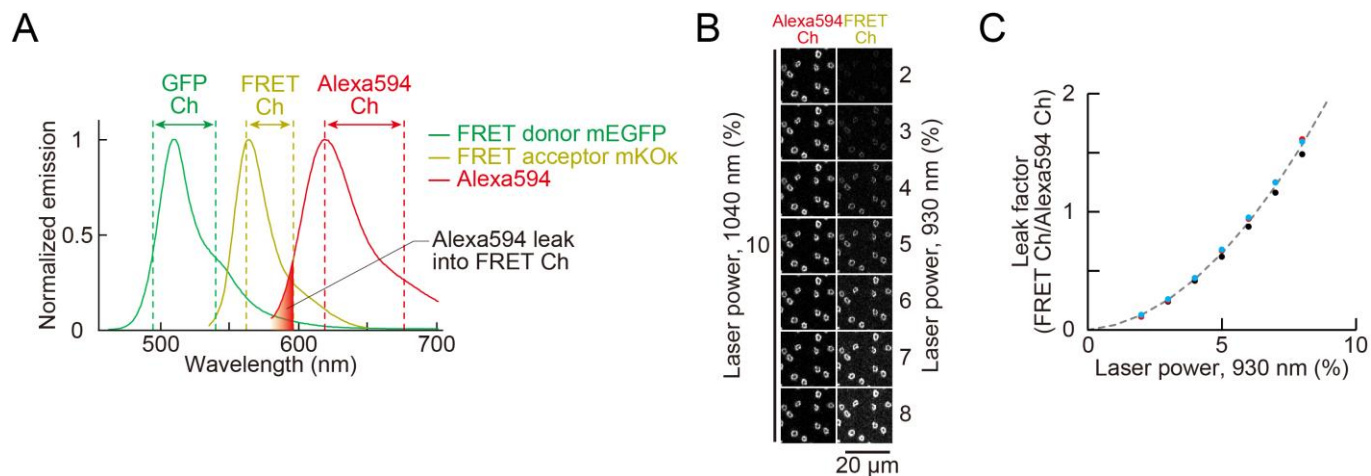 A
GFP
Ch
FRET
Ch
Alexa594
Ch
1
0.5
0
Normalized emission
500
550
600
700
Wavelength (nm)
FRET donor mEGFP
FRET acceptor mKOκ
Alexa594
Alexa594 leak
into FRET Ch
B
Alexa594
Ch
FRET
Ch
Laser power, 1040 nm (%)
10
2
3
4
5
6
7
8
Laser power, 930 nm (%)
20 μm
C
2
1
0
Leak factor
(FRET Ch/Alexa594 Ch)
0
5
10
Laser power, 930 nm (%)